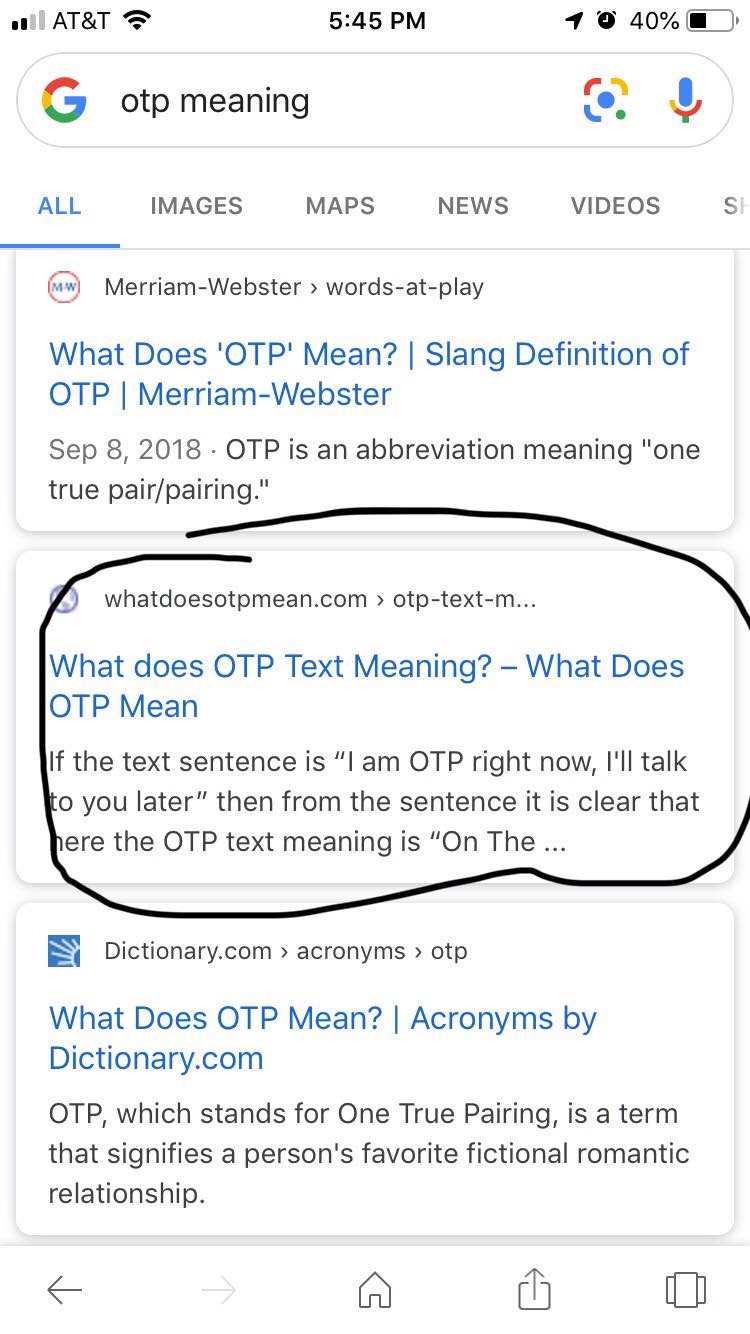 AT&T 5:45 PM 40%
otp meaning
ALL IMAGES MAPS NEWS VIDEOS
M-W Merriam-Webster › words-at-play
What Does 'OTP' Mean? | Slang Definition of
OTP | Merriam-Webster
Sep 8, 2018 · OTP is an abbreviation meaning "one
true pair/pairing."
whatdoesotpmean.com › otp-text-m...
What does OTP Text Meaning? – What Does
OTP Mean
If the text sentence is “I am OTP right now, I'll talk
to you later” then from the sentence it is clear that
here the OTP text meaning is “On The ...
Dictionary.com › acronyms › otp
What Does OTP Mean? | Acronyms by
Dictionary.com
OTP, which stands for One True Pairing, is a term
that signifies a person's favorite fictional romantic
relationship.